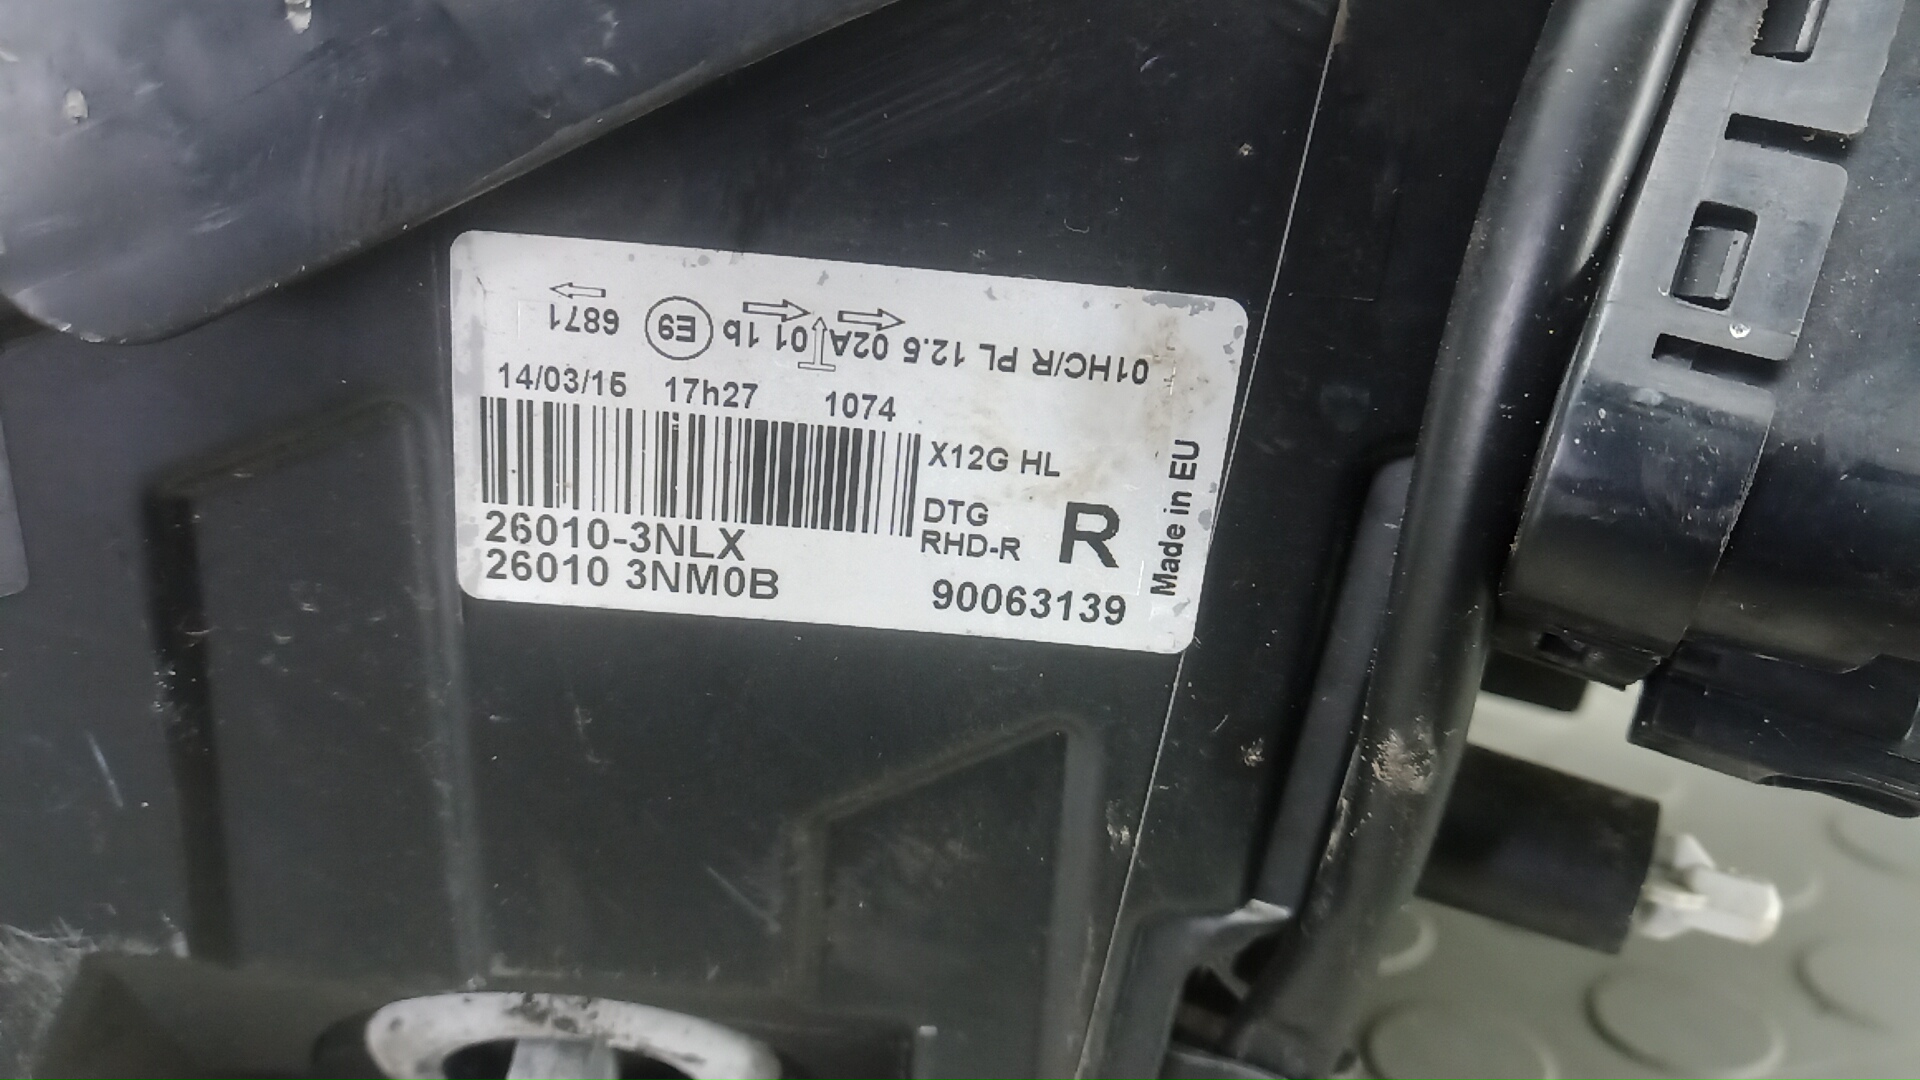 01HC/R PL 12.5 02A 01 1b E9 6871
14/03/16 17h27 1074
X12G HL
DTG
RHD-R
R
Made in EU
26010-3NLX
26010 3NM0B
90063139